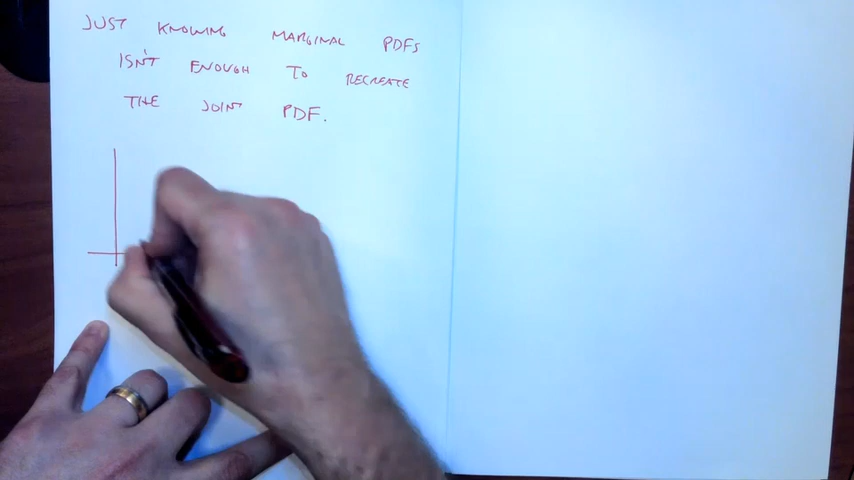 JUST KNOWING MARGINAL PDFS
ISN'T ENOUGH TO RECREATE
THE JOINT PDF.